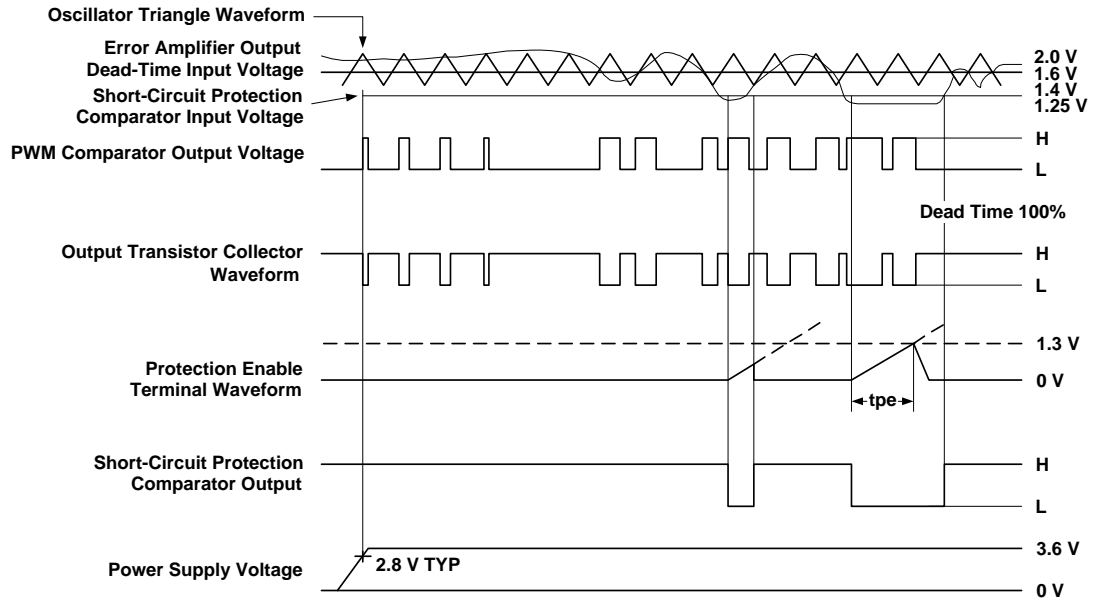 Oscillator Triangle Waveform
Error Amplifier Output
Dead-Time Input Voltage
Short-Circuit Protection
Comparator Input Voltage
2.0 V
1.6 V
1.4 V
1.25 V
PWM Comparator Output Voltage
H
L
Dead Time 100%
Output Transistor Collector
Waveform
H
L
Protection Enable
Terminal Waveform
1.3 V
0 V
tpe
Short-Circuit Protection
Comparator Output
H
L
Power Supply Voltage
2.8 V TYP
3.6 V
0 V